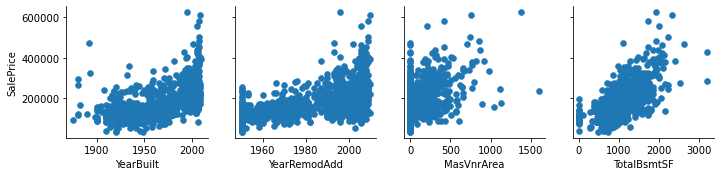 600000
400000
200000
SalePrice
1900 1950 2000
YearBuilt
1960 1980 2000
YearRemodAdd
0 500 1000 1500
MasVnrArea
0 1000 2000 3000
TotalBsmtSF